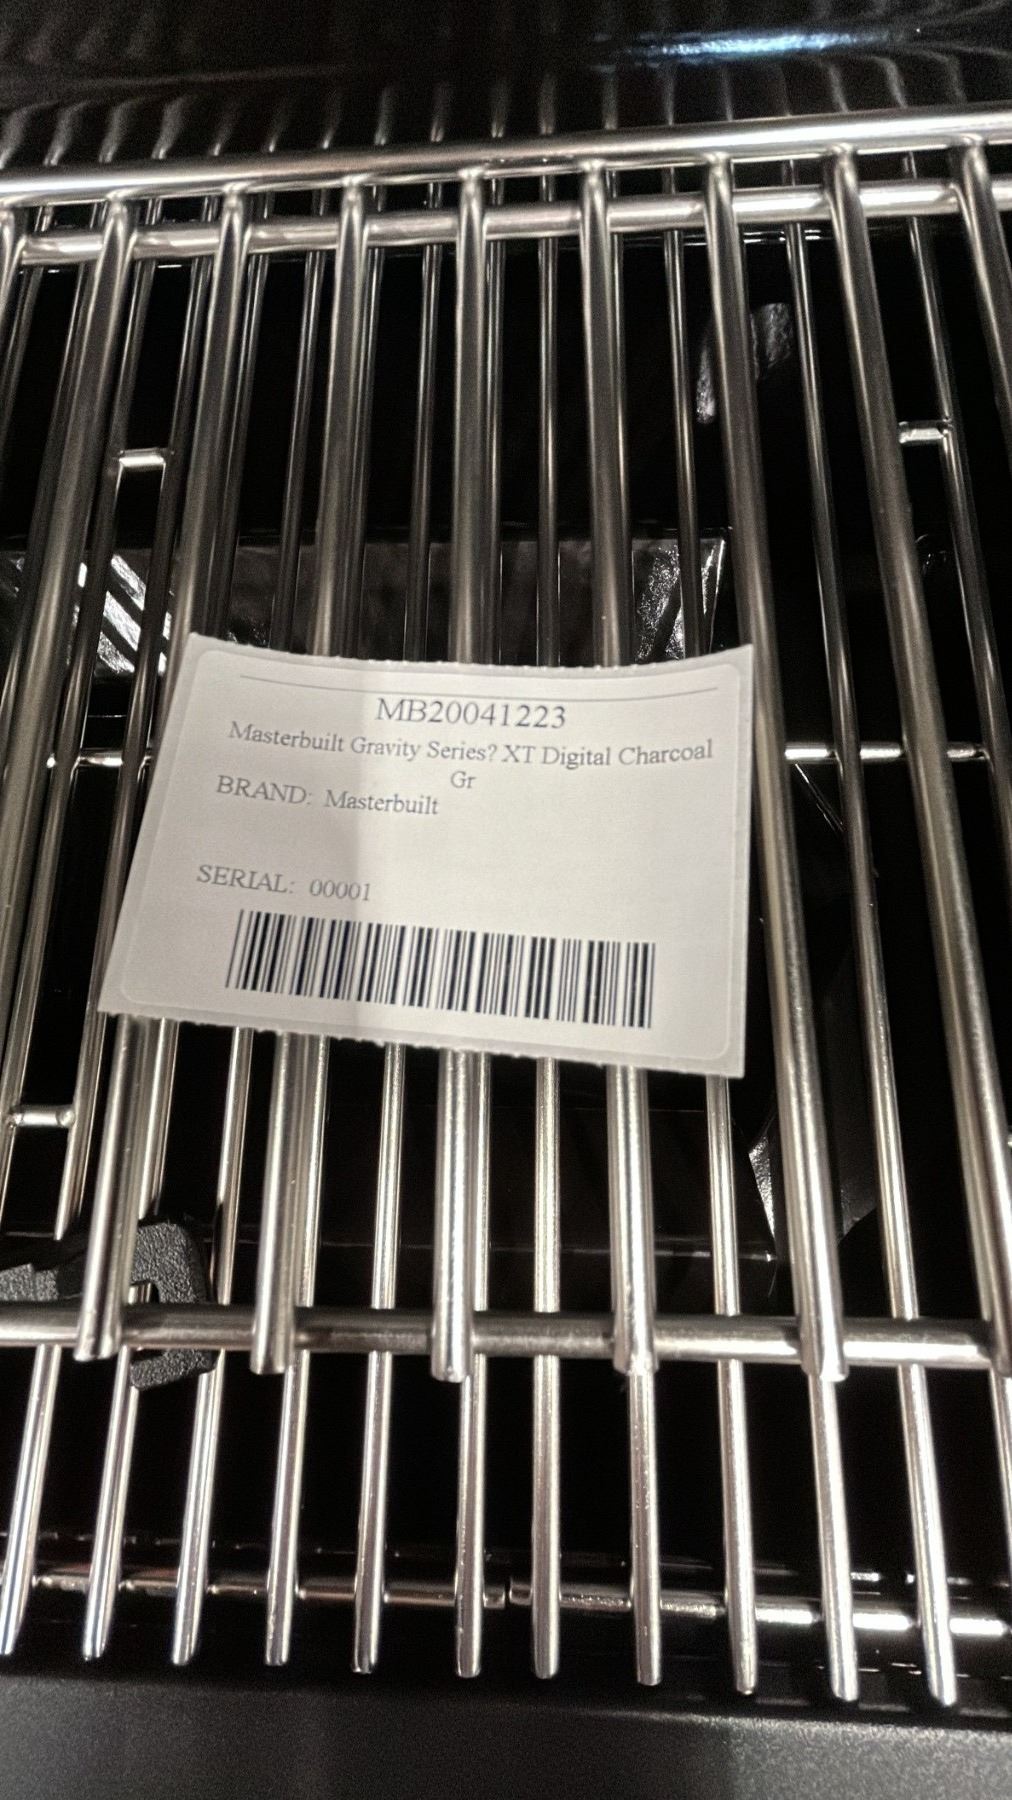 MB20041223
Masterbuilt Gravity Series? XT Digital Charcoal
Gr
BRAND: Masterbuilt
SERIAL: 00001